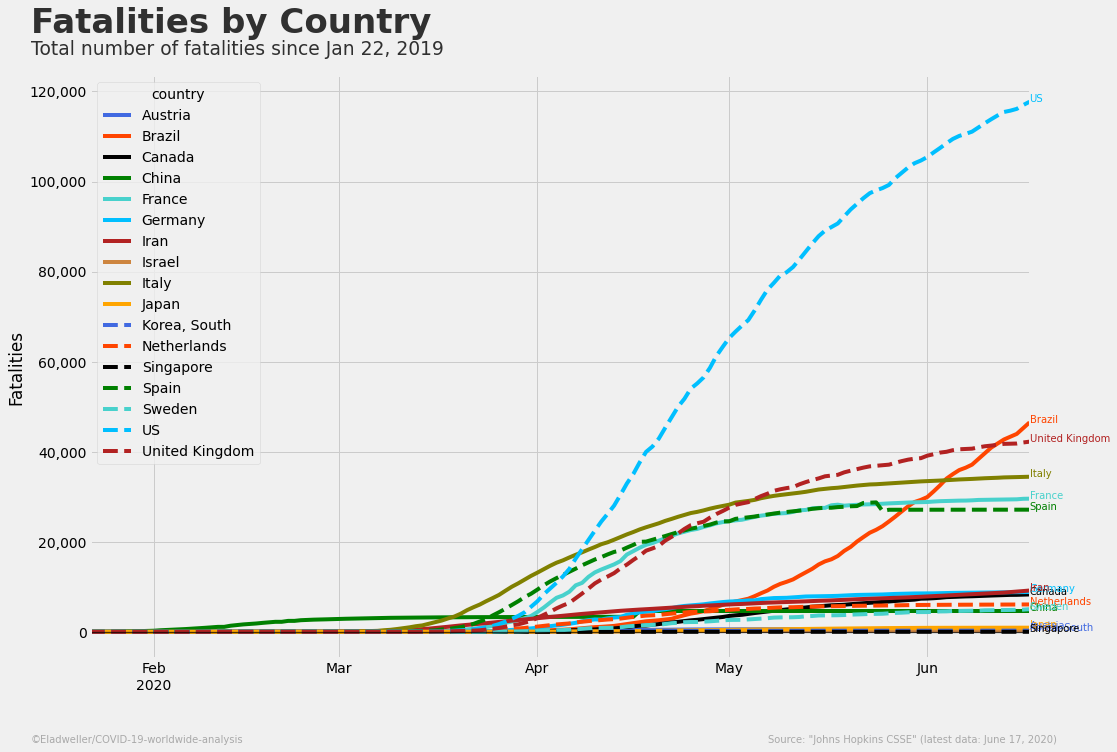 Fatalities by Country
Total number of fatalities since Jan 22, 2019
country
Austria
Brazil
Canada
China
France
Germany
Iran
Israel
Italy
Japan
Korea, South
Netherlands
Singapore
Spain
Sweden
US
United Kingdom
Fatalities
120,000
100,000
80,000
60,000
40,000
20,000
0
Feb
2020
Mar
Apr
May
Jun
US
Brazil
United Kingdom
Italy
France
Spain
Iran
Germany
Canada
Netherlands
China
Singapore
©Eladweller/COVID-19-worldwide-analysis
Source: "Johns Hopkins CSSE" (latest data: June 17, 2020)